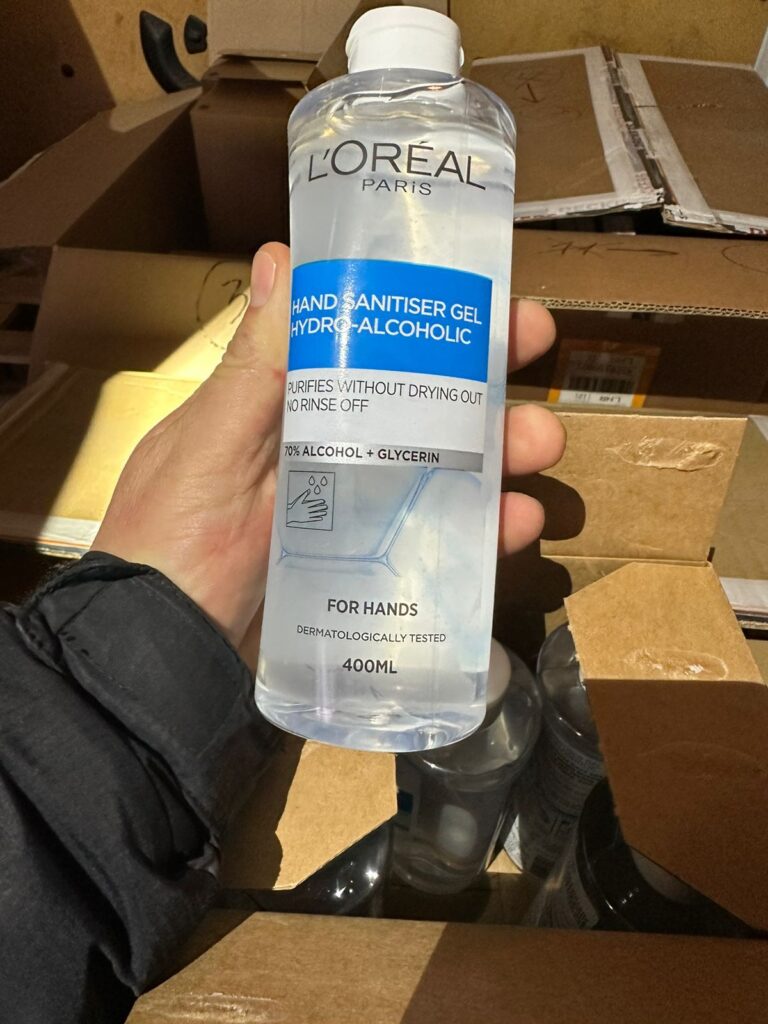 L'ORÉAL
PARIS
HAND SANITISER GEL
HYDRO-ALCOHOLIC
PURIFIES WITHOUT DRYING OUT
NO RINSE OFF
70% ALCOHOL + GLYCERIN
FOR HANDS
DERMATOLOGICALLY TESTED
400ML
LHR